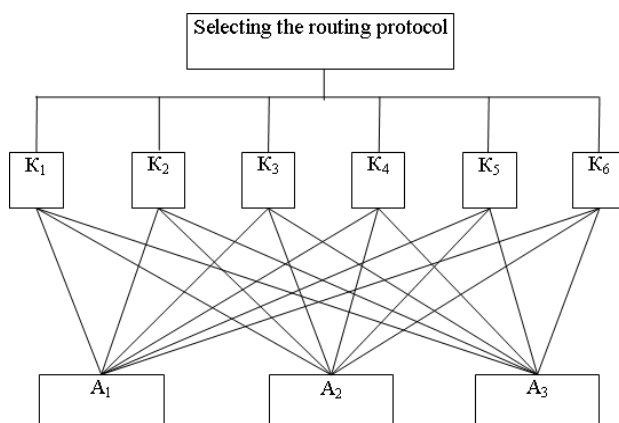 Selecting the routing protocol
K₁ K₂ K₃ K₄ K₅ K₆
A₁ A₂ A₃